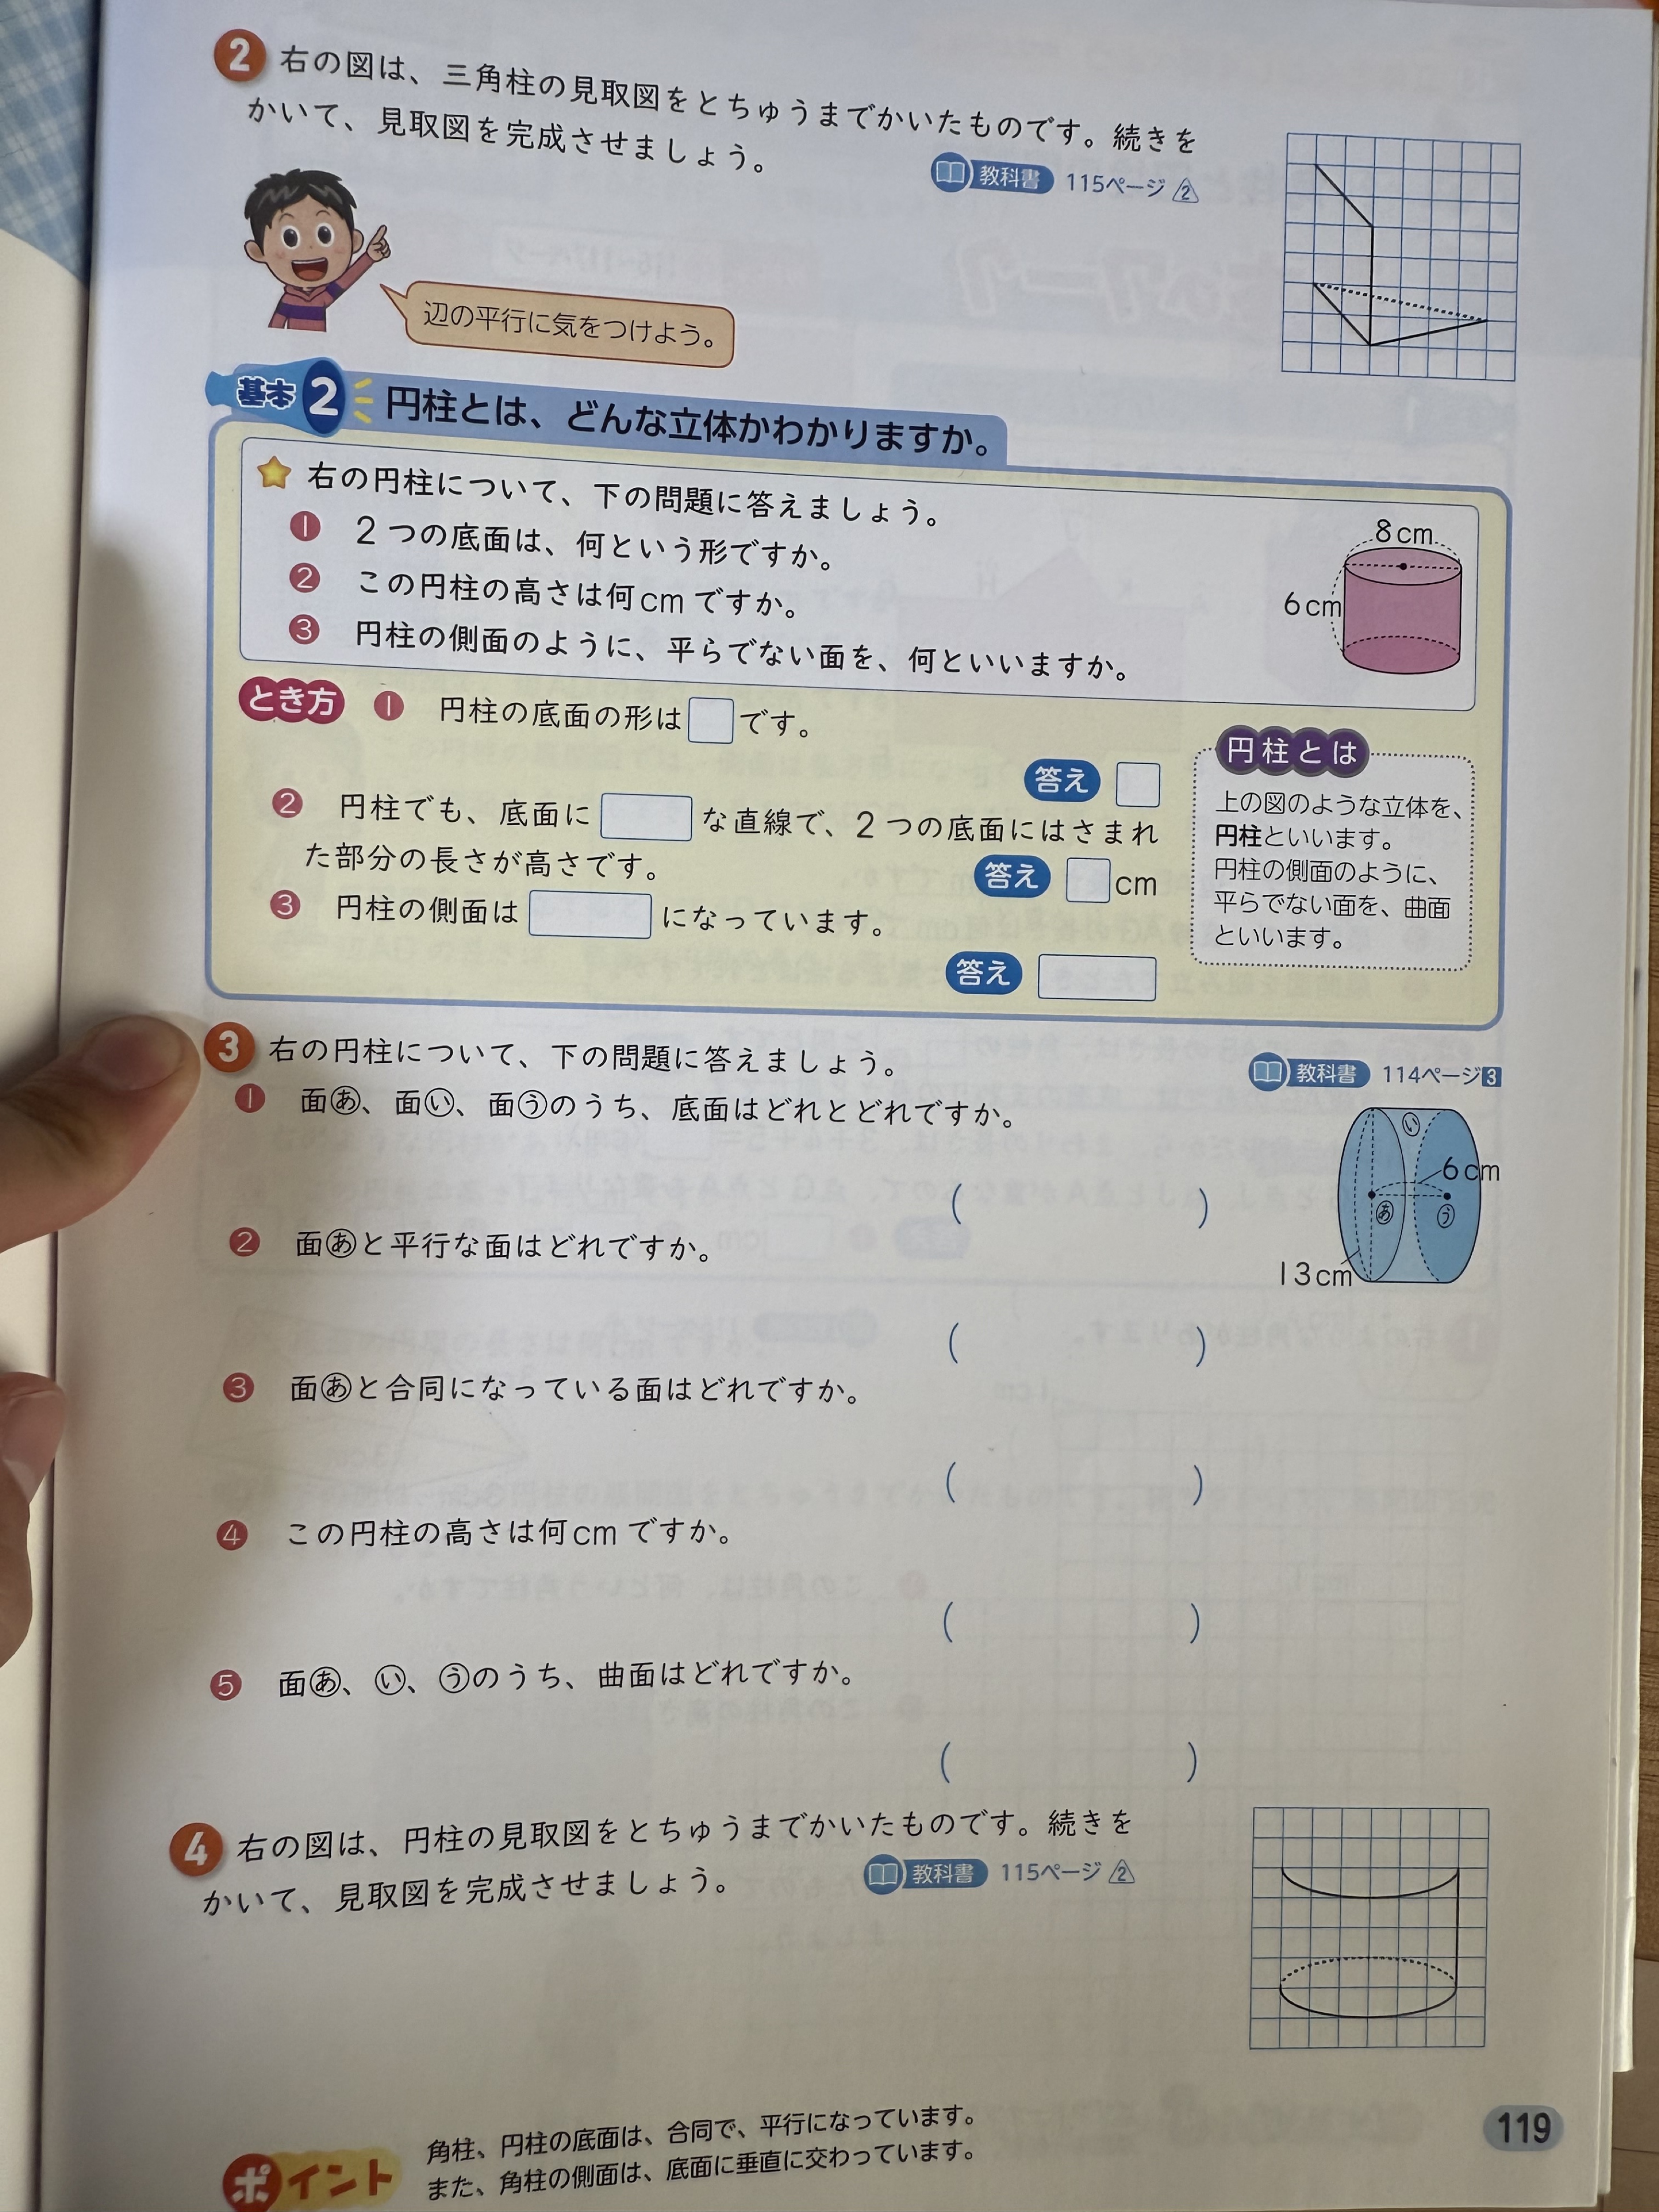 2 右の図は、三角柱の見取図をとちゅうまでかいたものです。続きを
かいて、見取図を完成させましょう。
教科書 115ページ 2
辺の平行に気をつけよう。
基本 2 円柱とは、どんな立体かわかりますか。
右の円柱について、下の問題に答えましょう。
1 2つの底面は、何という形ですか。
2 この円柱の高さは何cmですか。
3 円柱の側面のように、平らでない面を、何といいますか。
8cm
6cm
とき方 1 円柱の底面の形は です。
答え
2 円柱でも、底面に な直線で、2つの底面にはさまれ
た部分の長さが高さです。
答え cm
3 円柱の側面は になっています。
答え
円柱とは
上の図のような立体を、
円柱といいます。
円柱の側面のように、
平らでない面を、曲面
といいます。
3 右の円柱について、下の問題に答えましょう。
教科書 114ページ 3
1 面あ、面い、面うのうち、底面はどれとどれですか。
( )
い
6cm
あ
う
13cm
2 面あと平行な面はどれですか。
( )
3 面あと合同になっている面はどれですか。
( )
4 この円柱の高さは何cmですか。
( )
5 面あ、い、うのうち、曲面はどれですか。
( )
4 右の図は、円柱の見取図をとちゅうまでかいたものです。続きを
かいて、見取図を完成させましょう。
教科書 115ページ 2
ポイント
角柱、円柱の底面は、合同で、平行になっています。
また、角柱の側面は、底面に垂直に交わっています。
119